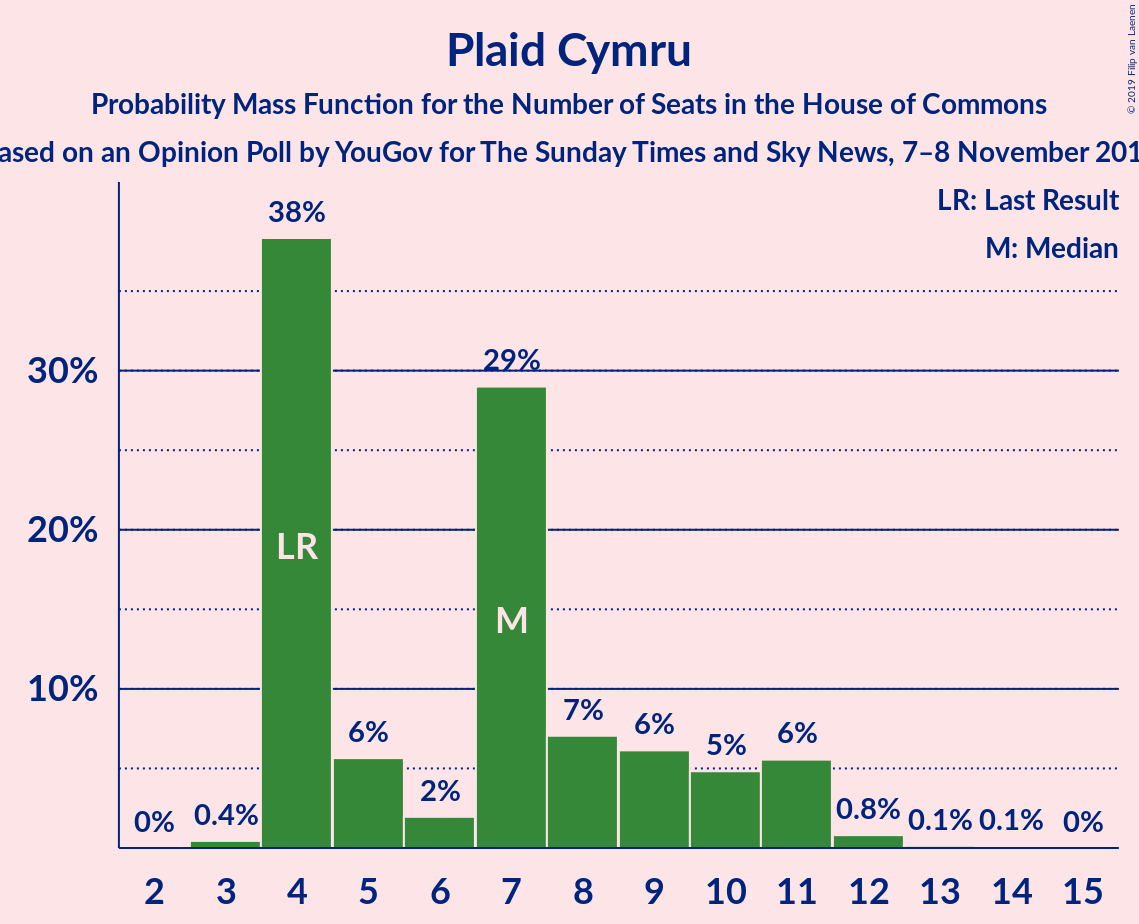 Plaid Cymru
Probability Mass Function for the Number of Seats in the House of Commons
ased on an Opinion Poll by YouGov for The Sunday Times and Sky News, 7–8 November 201
© 2019 Filip van Laenen
LR: Last Result
M: Median
38%
29%
30%
LR
20%
M
10%
7%
6%
6%
5%
6%
2%
0%
0.4%
0.8%
0.1%
0.1%
0%
2 3 4 5 6 7 8 9 10 11 12 13 14 15